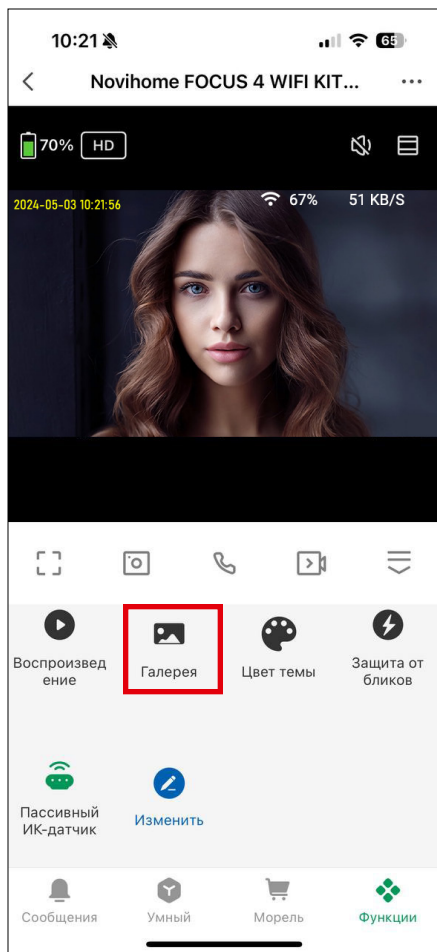 10:21
65
Novihome FOCUS 4 WIFI KIT...
70% HD
2024-05-03 10:21:56 67% 51 KB/S
Воспроизвед
ение
Галерея
Цвет темы
Защита от
бликов
Пассивный
ИК-датчик
Изменить
Сообщения Умный Морель Функции